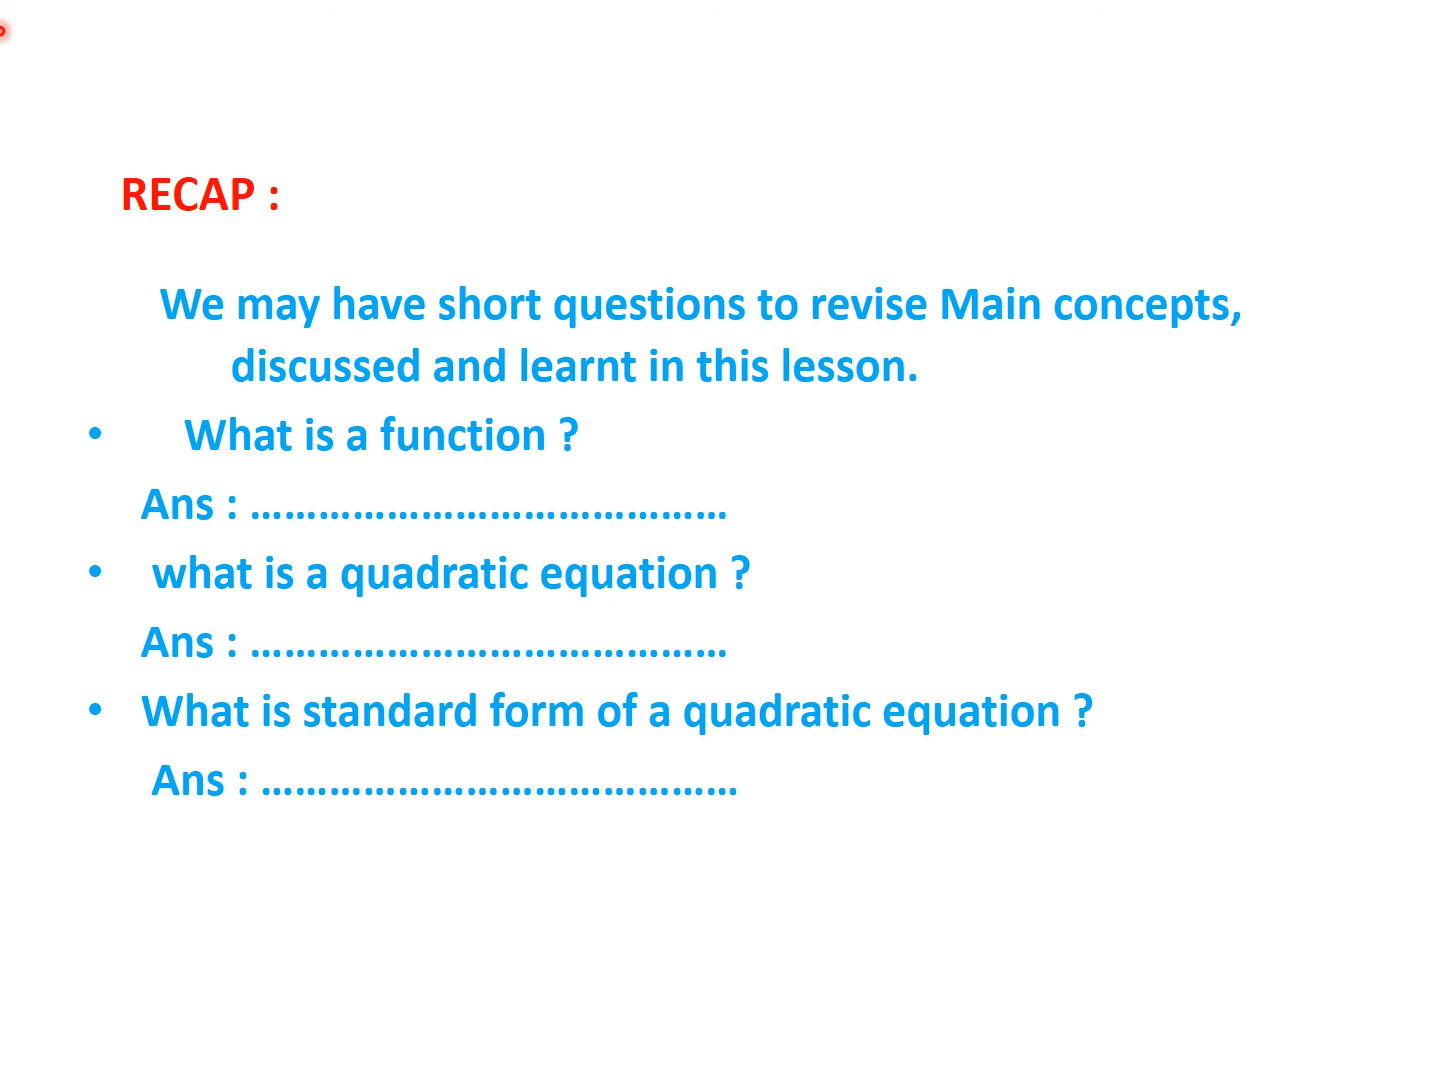 RECAP :
We may have short questions to revise Main concepts,
discussed and learnt in this lesson.
• What is a function ?
Ans : ……………………………………
• what is a quadratic equation ?
Ans : ……………………………………
• What is standard form of a quadratic equation ?
Ans : ……………………………………